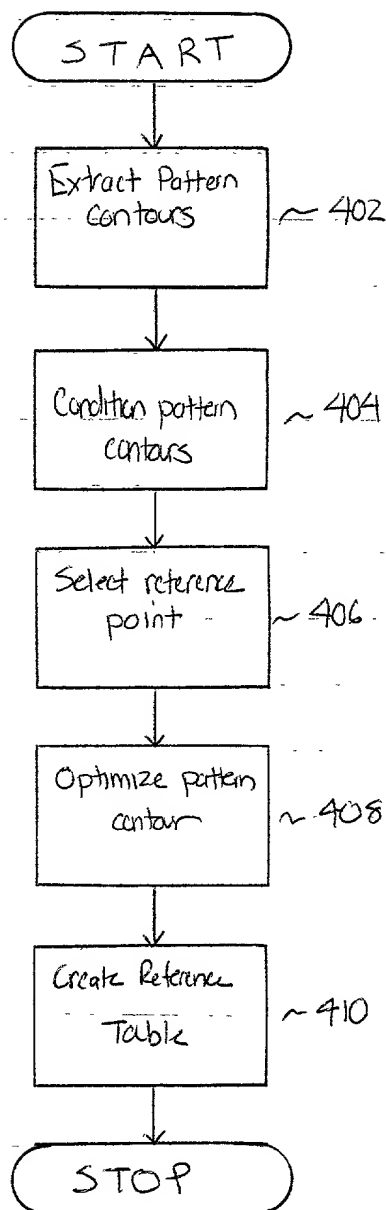 START
Extract Pattern
contours
~ 402
Condition pattern
contours
~ 404
Select reference
point
~ 406
Optimize pattern
contour
~ 408
Create Reference
Table
~ 410
STOP